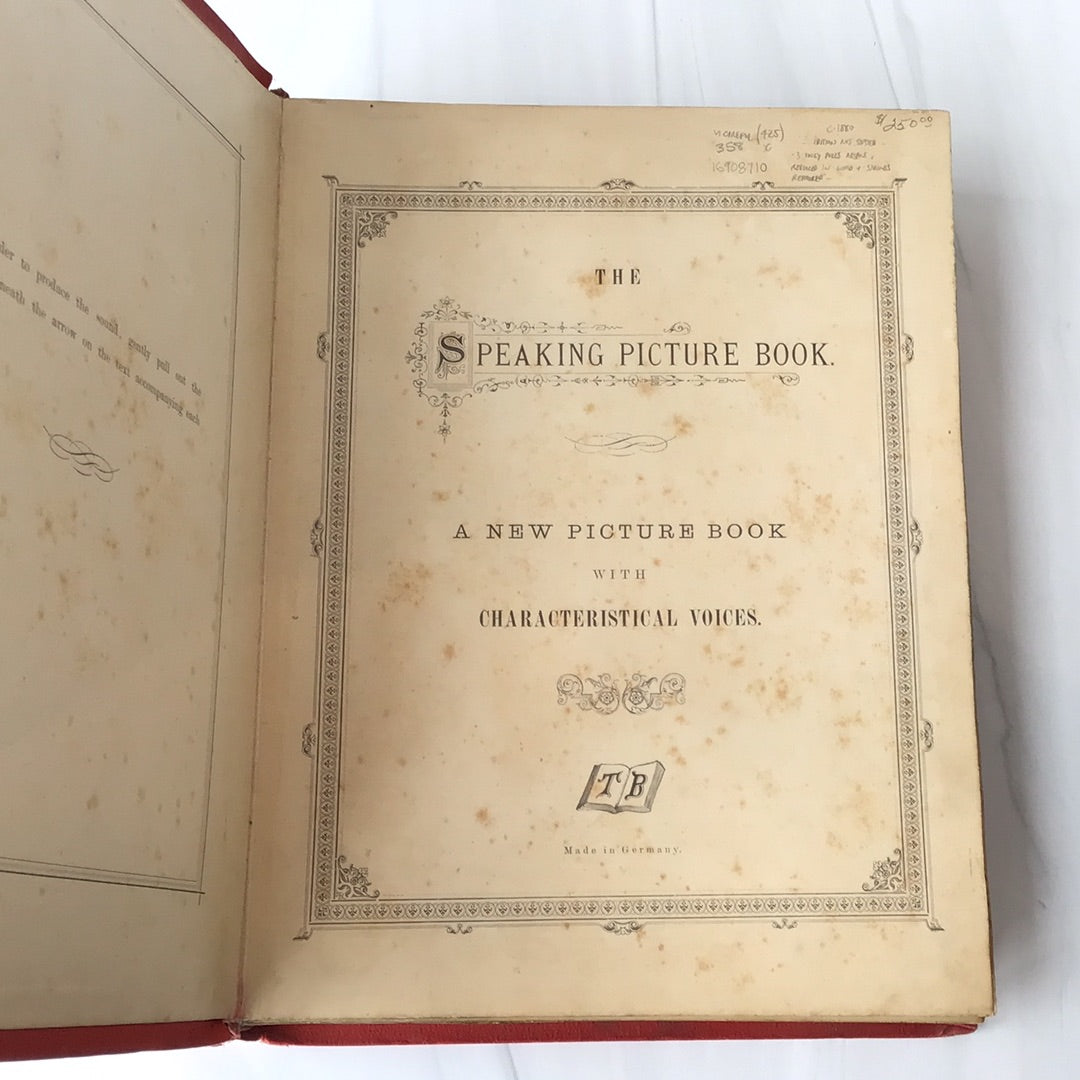 der to produce the sound, gently pull out the
neath the arrow on the text accompanying each
(425)
358 c
16908710
c. 1880
$250.00
THE
SPEAKING PICTURE BOOK.
A NEW PICTURE BOOK
WITH
CHARACTERISTICAL VOICES.
TB
Made in Germany.